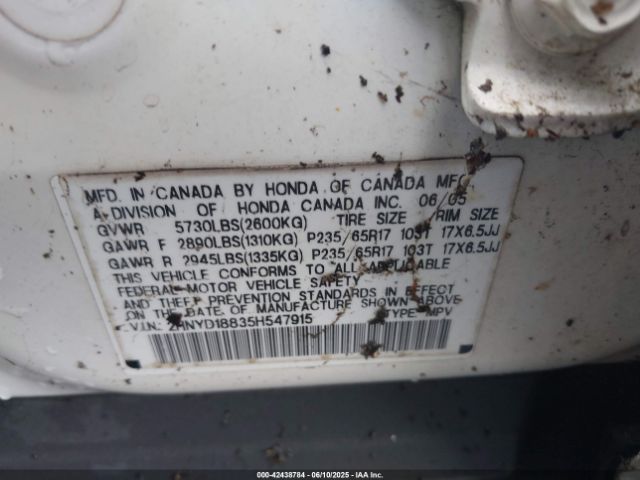 MFD. IN CANADA BY HONDA OF CANADA MFG.
A DIVISION OF HONDA CANADA INC. 06/05
GVWR 5730LBS(2600KG) TIRE SIZE RIM SIZE
GAWR F 2890LBS(1310KG) P235/65R17 103T 17X6.5JJ
GAWR R 2945LBS(1335KG) P235/65R17 103T 17X6.5JJ
THIS VEHICLE CONFORMS TO ALL APPLICABLE
FEDERAL MOTOR VEHICLE SAFETY
AND THEFT PREVENTION STANDARDS IN EFFECT
ON THE DATE OF MANUFACTURE SHOWN ABOVE
V.I.N.: 2HNYD18835H547915 TYPE: MPV
000-42438784 — 06/10/2025 — IAA Inc.